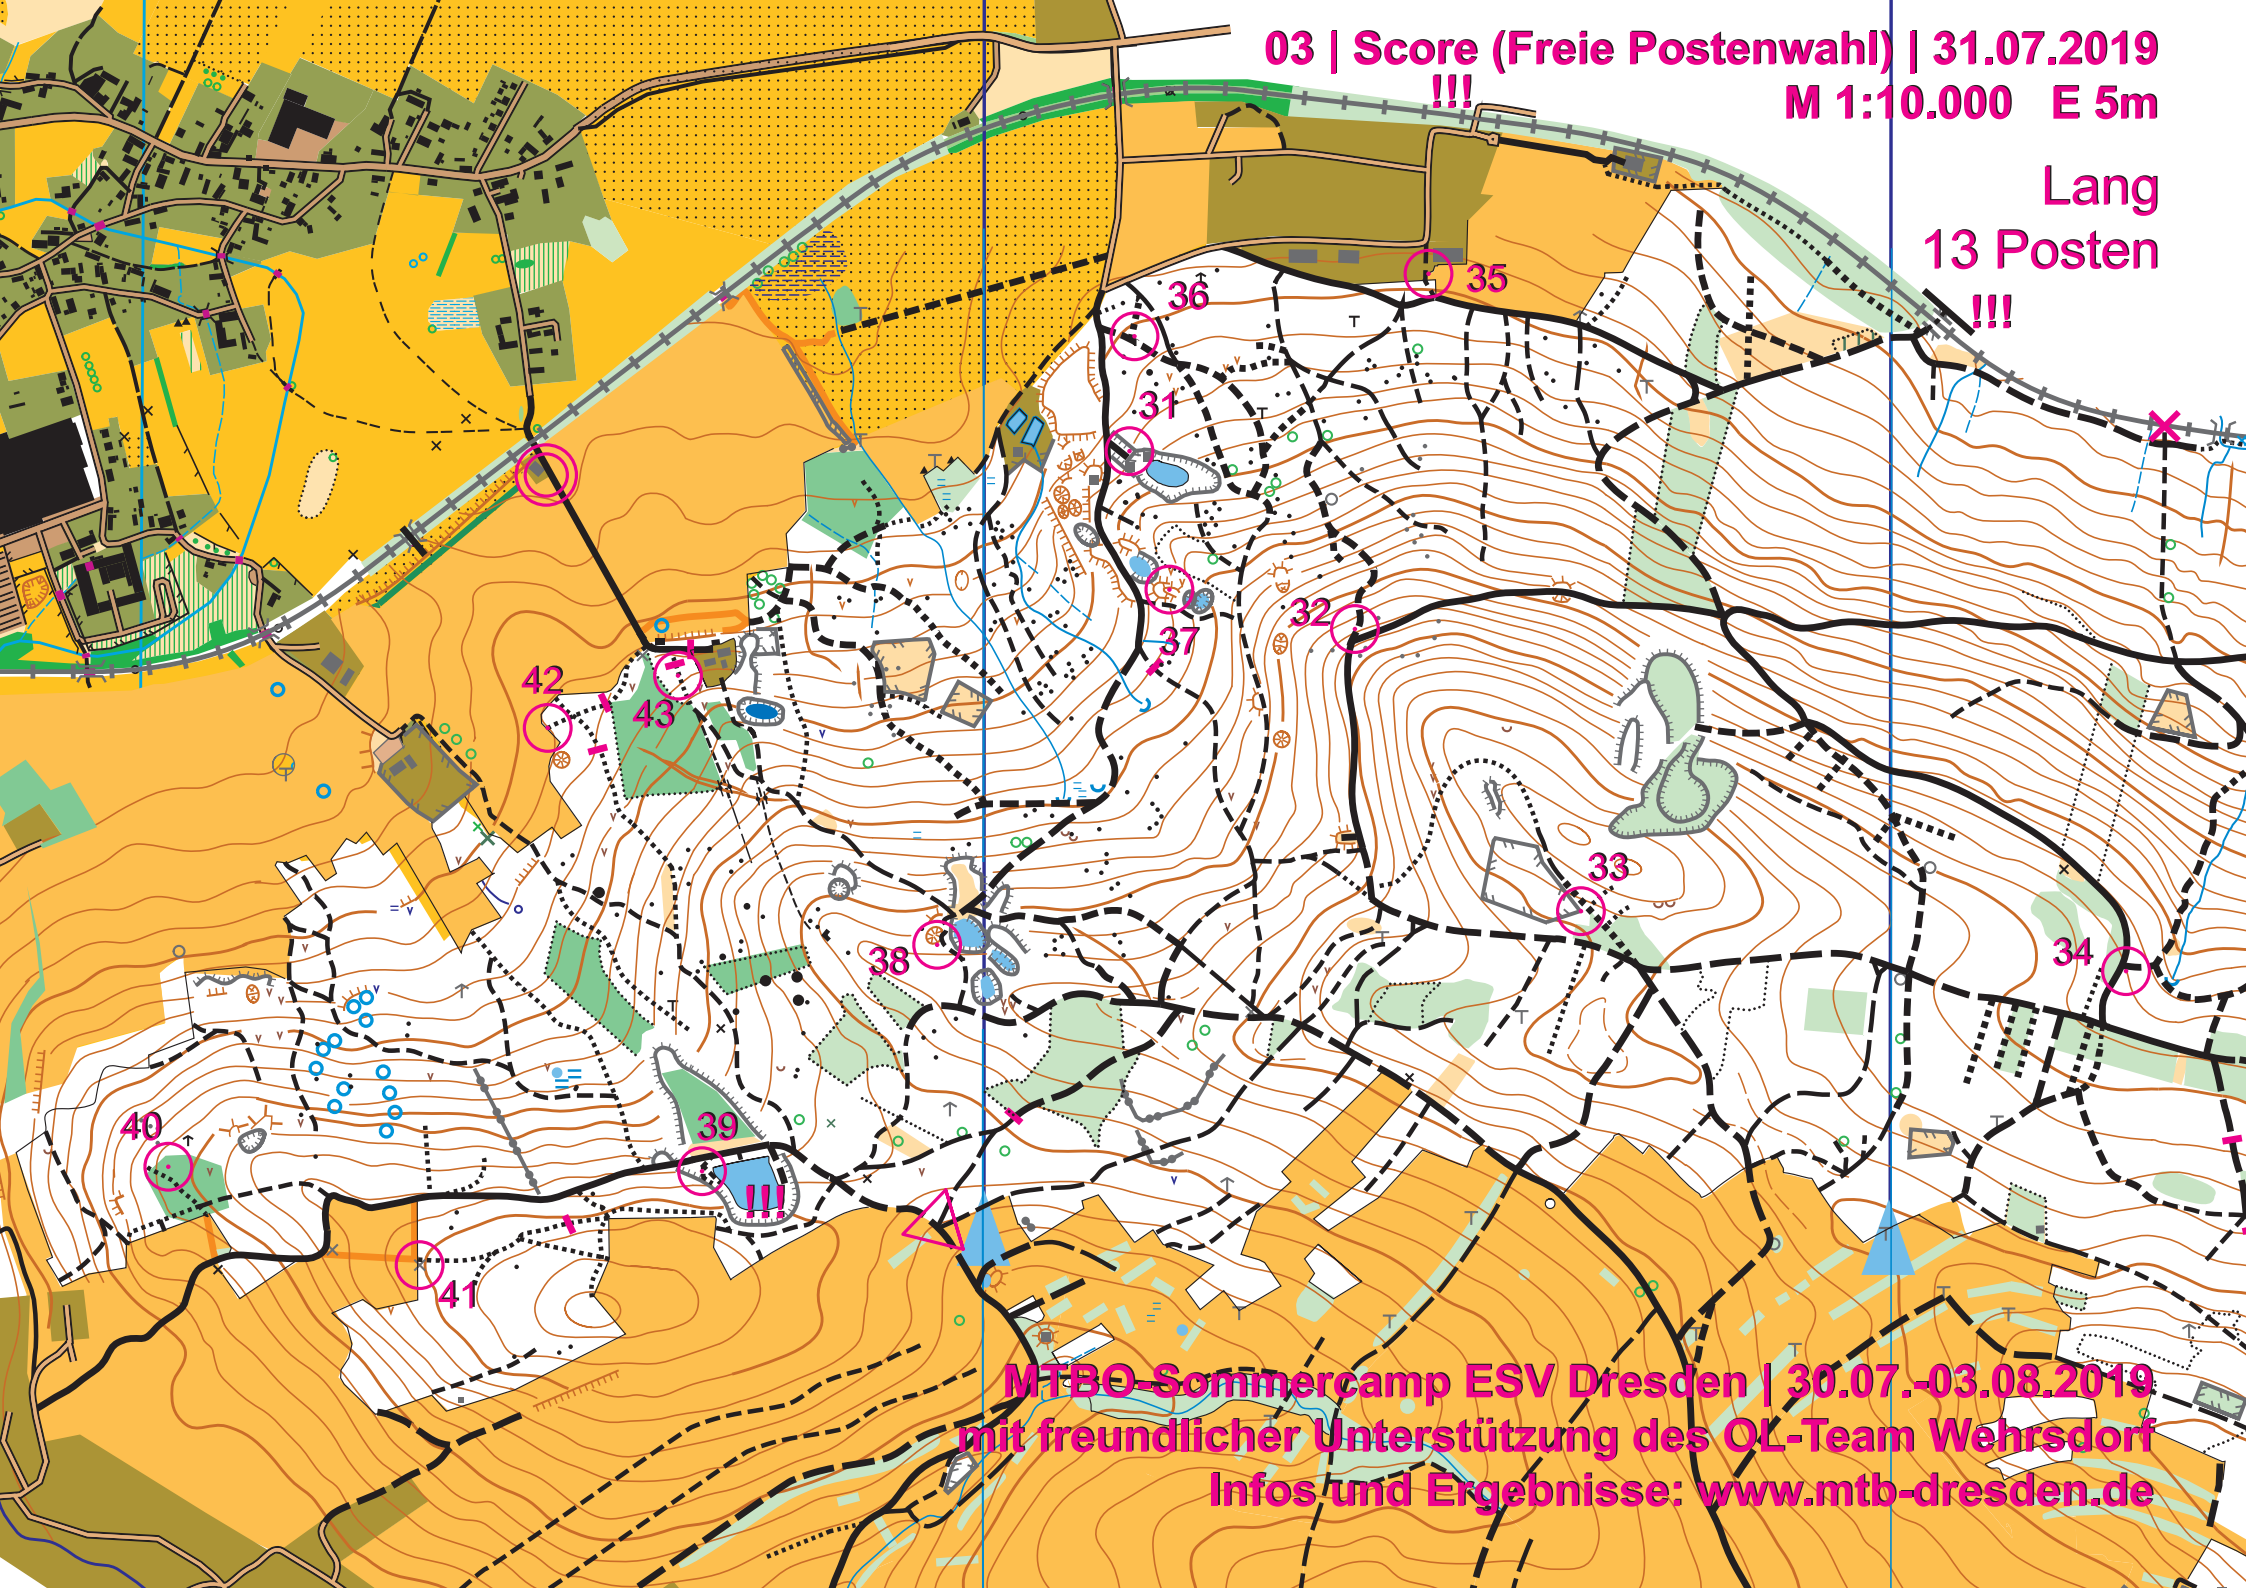 03 | Score (Freie Postenwahl) | 31.07.2019
!!!
M 1:10.000 E 5m
Lang
13 Posten
!!!
35
36
31
32
37
42
43
33
38
34
40
39
!!!
41
MTBO-Sommercamp ESV Dresden | 30.07.-03.08.2019
mit freundlicher Unterstützung des OL-Team Wehrsdorf
Infos und Ergebnisse: www.mtb-dresden.de